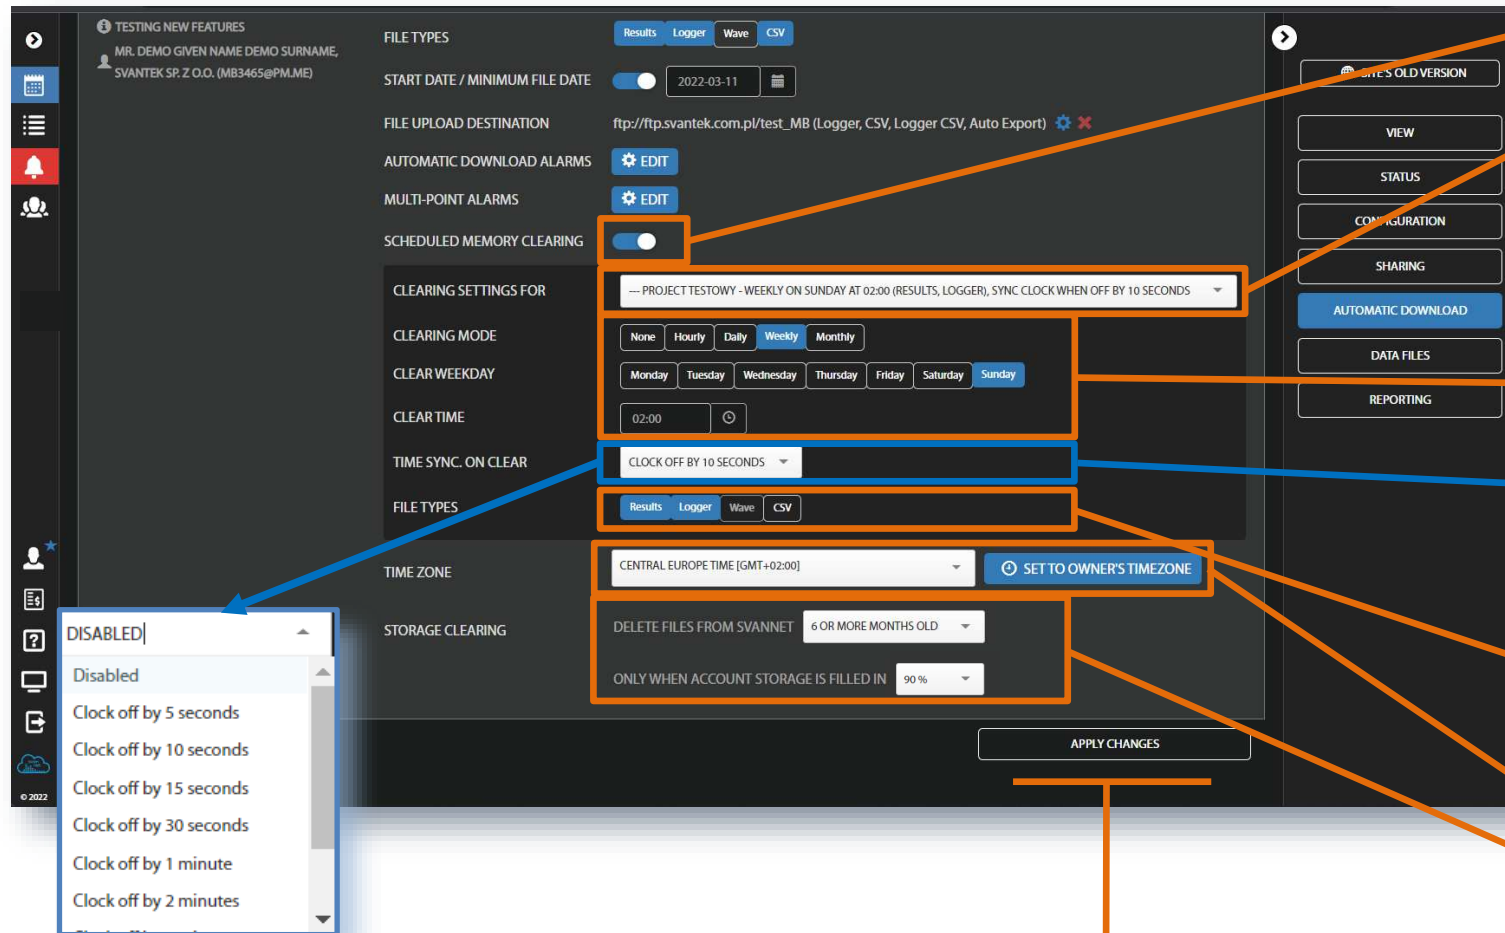 TESTING NEW FEATURES
MR. DEMO GIVEN NAME DEMO SURNAME,
SVANTEK SP. Z O.O. (MB3465@PM.ME)
FILE TYPES Results Logger Wave CSV
START DATE / MINIMUM FILE DATE 2022-03-11
FILE UPLOAD DESTINATION ftp://ftp.svantek.com.pl/test_MB (Logger, CSV, Logger CSV, Auto Export)
AUTOMATIC DOWNLOAD ALARMS EDIT
MULTI-POINT ALARMS EDIT
SCHEDULED MEMORY CLEARING
CLEARING SETTINGS FOR --- PROJECT TESTOWY - WEEKLY ON SUNDAY AT 02:00 (RESULTS, LOGGER), SYNC CLOCK WHEN OFF BY 10 SECONDS
CLEARING MODE None Hourly Daily Weekly Monthly
CLEAR WEEKDAY Monday Tuesday Wednesday Thursday Friday Saturday Sunday
CLEAR TIME 02:00
TIME SYNC. ON CLEAR CLOCK OFF BY 10 SECONDS
FILE TYPES Results Logger Wave CSV
TIME ZONE CENTRAL EUROPE TIME [GMT+02:00] SET TO OWNER'S TIMEZONE
STORAGE CLEARING DELETE FILES FROM SVANNET 6 OR MORE MONTHS OLD
ONLY WHEN ACCOUNT STORAGE IS FILLED IN 90 %
APPLY CHANGES
SITE'S OLD VERSION
VIEW
STATUS
CONFIGURATION
SHARING
AUTOMATIC DOWNLOAD
DATA FILES
REPORTING
© 2022
DISABLED
Disabled
Clock off by 5 seconds
Clock off by 10 seconds
Clock off by 15 seconds
Clock off by 30 seconds
Clock off by 1 minute
Clock off by 2 minutes